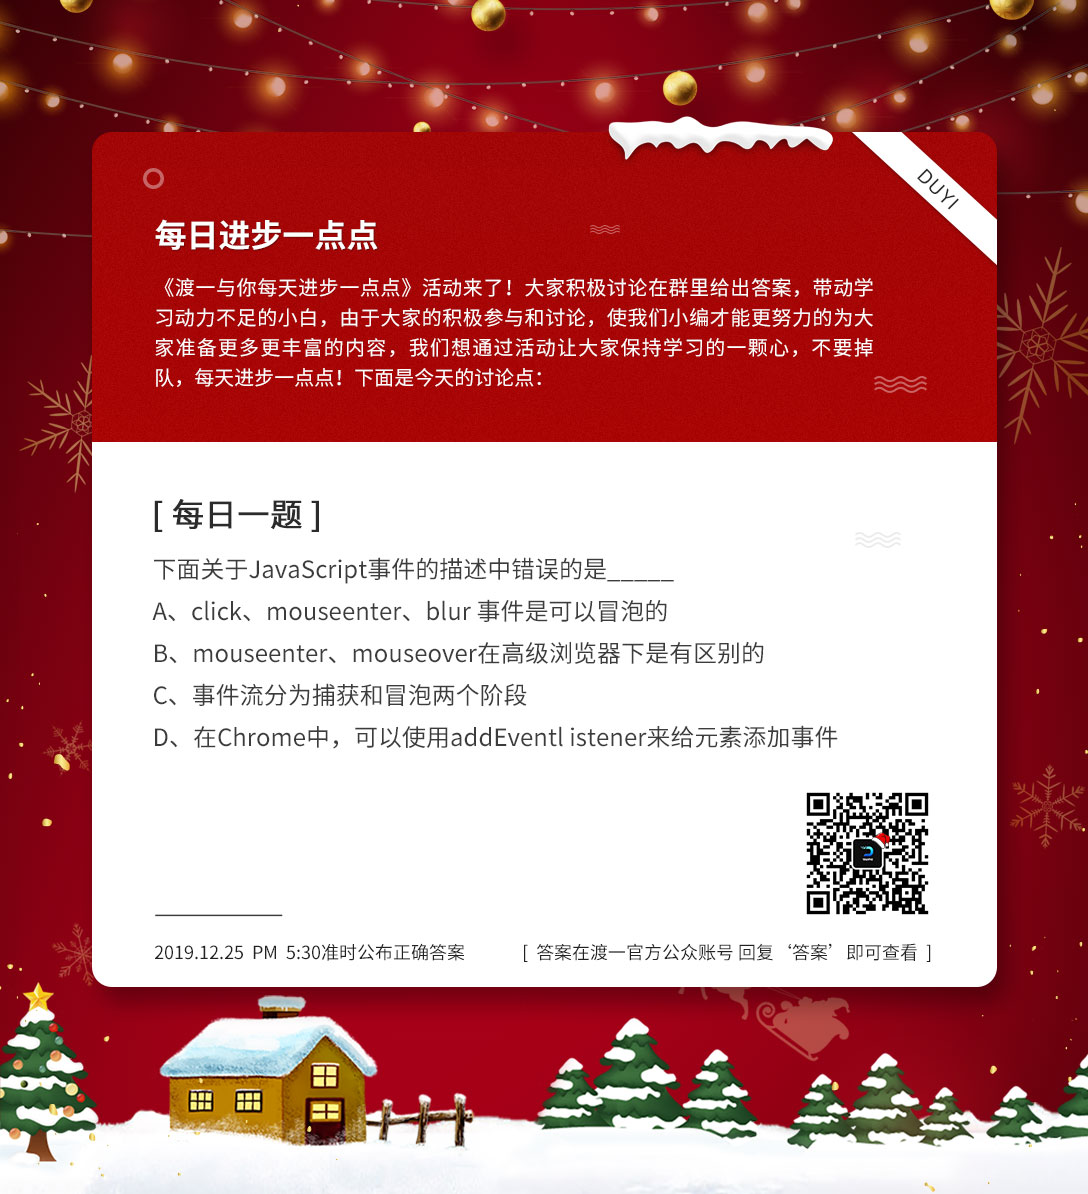 DUYI
每日进步一点点
《渡一与你每天进步一点点》活动来了！大家积极讨论在群里给出答案，带动学
习动力不足的小白，由于大家的积极参与和讨论，使我们小编才能更努力的为大
家准备更多更丰富的内容，我们想通过活动让大家保持学习的一颗心，不要掉
队，每天进步一点点！下面是今天的讨论点：
[ 每日一题 ]
下面关于JavaScript事件的描述中错误的是_____
A、click、mouseenter、blur 事件是可以冒泡的
B、mouseenter、mouseover在高级浏览器下是有区别的
C、事件流分为捕获和冒泡两个阶段
D、在Chrome中，可以使用addEventl istener来给元素添加事件
2019.12.25 PM 5:30准时公布正确答案
[ 答案在渡一官方公众账号 回复‘答案’即可查看 ]